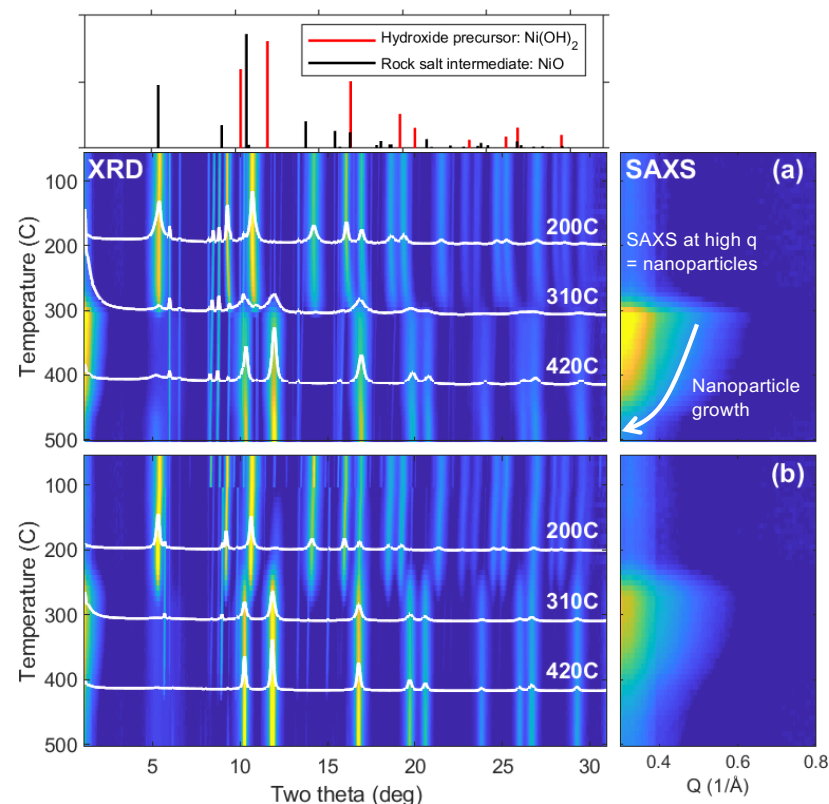 Hydroxide precursor: Ni(OH)2
Rock salt intermediate: NiO
XRD
SAXS
(a)
100
200
300
400
500
Temperature (C)
200C
310C
420C
SAXS at high q
= nanoparticles
Nanoparticle
growth
(b)
100
200
300
400
500
Temperature (C)
200C
310C
420C
5
10
15
20
25
30
Two theta (deg)
0.4
0.6
0.8
Q (1/Å)